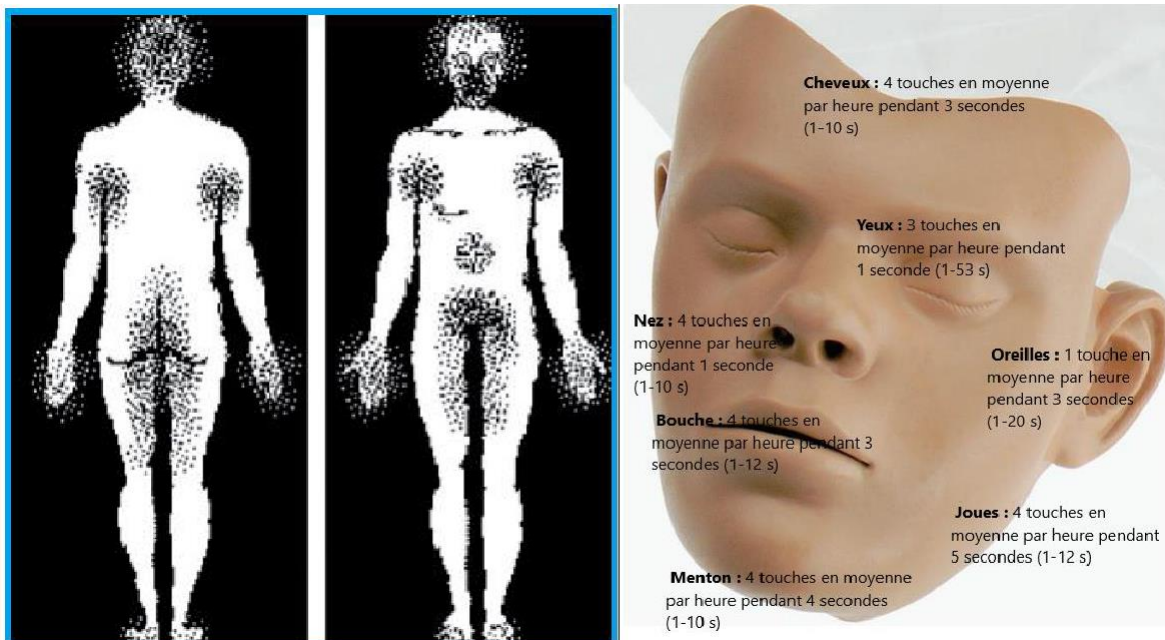 Cheveux : 4 touches en moyenne
par heure pendant 3 secondes
(1-10 s)
Yeux : 3 touches en
moyenne par heure pendant
1 seconde (1-53 s)
Nez : 4 touches en
moyenne par heure
pendant 1 seconde
(1-10 s)
Oreilles : 1 touche en
moyenne par heure
pendant 3 secondes
(1-20 s)
Bouche : 4 touches en
moyenne par heure pendant 3
secondes (1-12 s)
Joues : 4 touches en
moyenne par heure pendant
5 secondes (1-12 s)
Menton : 4 touches en moyenne
par heure pendant 4 secondes
(1-10 s)